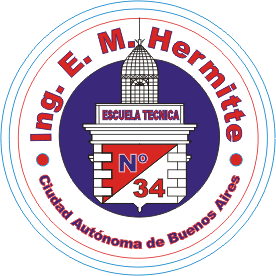 Ing. E. M. Hermitte
ESCUELA TECNICA
Nº
34
Ciudad Autónoma de Buenos Aires